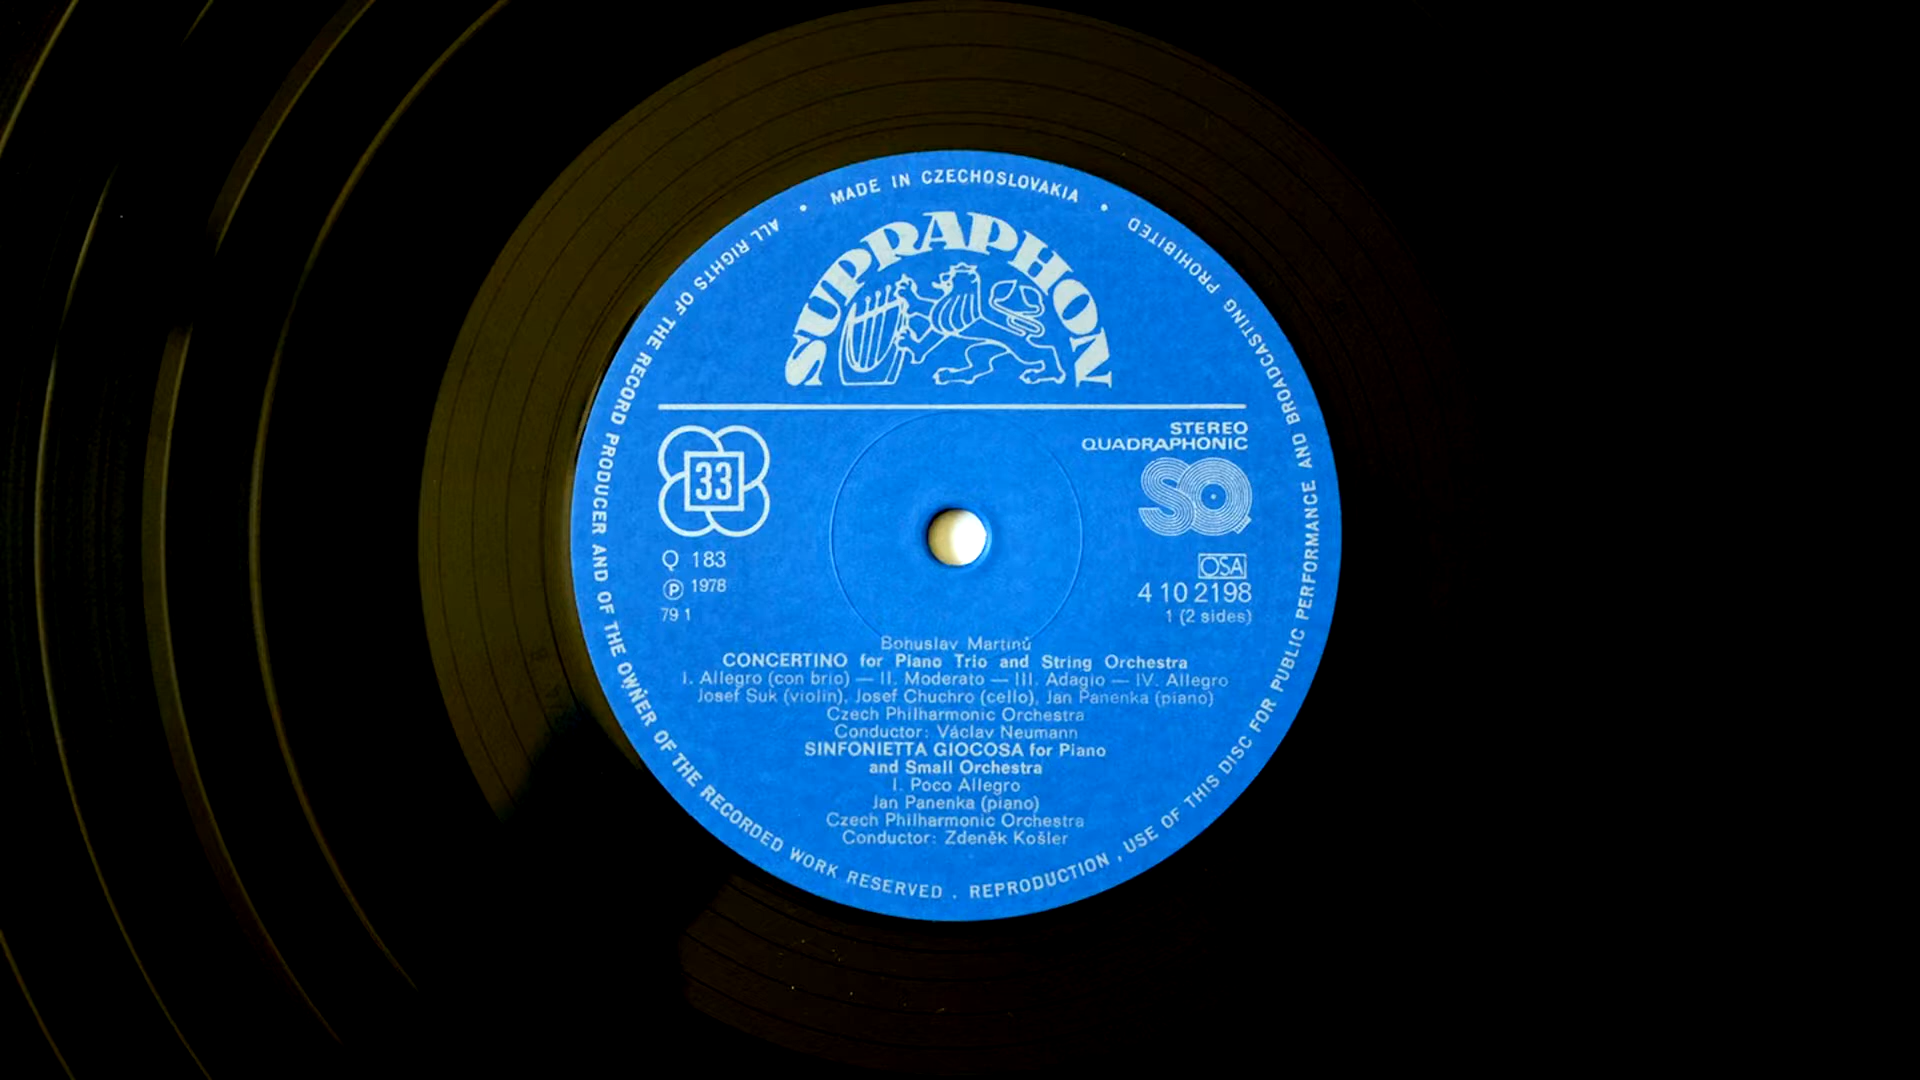 ALL RIGHTS OF THE RECORD PRODUCER AND OF THE OWNER OF THE RECORDED WORK RESERVED . REPRODUCTION , USE OF THIS DISC FOR PUBLIC PERFORMANCE AND BROADCASTING PROHIBITED
• MADE IN CZECHOSLOVAKIA •
SUPRAPHON
33
STEREO
QUADRAPHONIC
SQ
Q 183
Ⓟ 1978
79 1
OSA
4 10 2198
1 (2 sides)
Bohuslav Martinů
CONCERTINO for Piano Trio and String Orchestra
I. Allegro (con brio) — II. Moderato — III. Adagio — IV. Allegro
Josef Suk (violin), Josef Chuchro (cello), Jan Panenka (piano)
Czech Philharmonic Orchestra
Conductor: Václav Neumann
SINFONIETTA GIOCOSA for Piano
and Small Orchestra
I. Poco Allegro
Jan Panenka (piano)
Czech Philharmonic Orchestra
Conductor: Zdeněk Košler